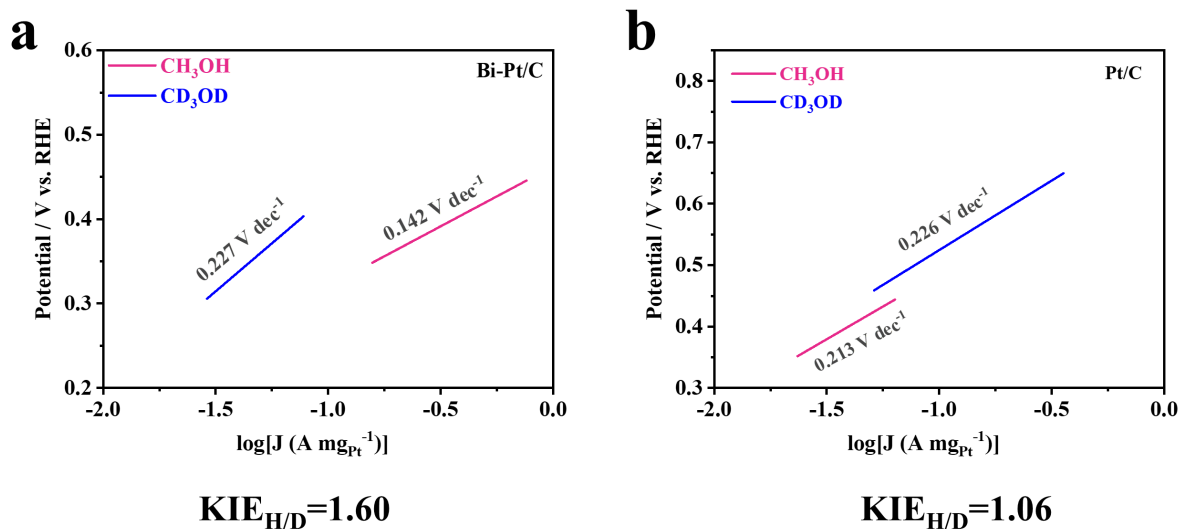 a
0.6
0.5
0.4
0.3
0.2
Potential / V vs. RHE
CH₃OH
CD₃OD
Bi-Pt/C
0.227 V dec⁻¹
0.142 V dec⁻¹
-2.0 -1.5 -1.0 -0.5 0.0
log[J (A mg_Pt⁻¹)]
KIE_H/D=1.60
b
0.8
0.7
0.6
0.5
0.4
0.3
Potential / V vs. RHE
CH₃OH
CD₃OD
Pt/C
0.226 V dec⁻¹
0.213 V dec⁻¹
-2.0 -1.5 -1.0 -0.5 0.0
log[J (A mg_Pt⁻¹)]
KIE_H/D=1.06